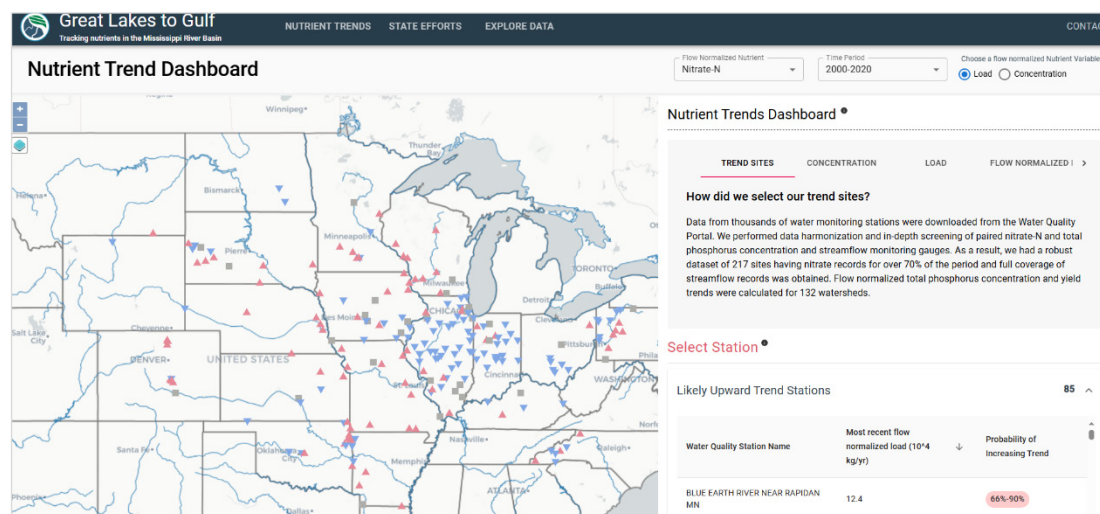 Great Lakes to Gulf
Tracking nutrients in the Mississippi River Basin
NUTRIENT TRENDS STATE EFFORTS EXPLORE DATA
CONTAC
Nutrient Trend Dashboard
Flow Normalized Nutrient
Nitrate-N
Time Period
2000-2020
Choose a flow normalized Nutrient Variable
Load Concentration
+
−
Winnipeg
Thunder
Bay
Helena
Bismarck
Minneapolis
Pierre
TORONTO
Milwaukee
Buffalo
Detroit
CHICAG
Des Moines
Cleveland
Salt Lake
City
Cheyenne
Pittsburgh
DENVER
UNITED STATES
Phila
Cincinnati
WASHINGTON
St. Louis
Norfo
Nashville
Raleigh
Santa Fe
Oklahoma
City
Memphis
ATLANTA
Phoenix
Dallas
Nutrient Trends Dashboard
TREND SITES CONCENTRATION LOAD FLOW NORMALIZED
How did we select our trend sites?
Data from thousands of water monitoring stations were downloaded from the Water Quality
Portal. We performed data harmonization and in-depth screening of paired nitrate-N and total
phosphorus concentration and streamflow monitoring gauges. As a result, we had a robust
dataset of 217 sites having nitrate records for over 70% of the period and full coverage of
streamflow records was obtained. Flow normalized total phosphorus concentration and yield
trends were calculated for 132 watersheds.
Select Station
Likely Upward Trend Stations 85
Water Quality Station Name
Most recent flow
normalized load (10^4
kg/yr)
Probability of
Increasing Trend
BLUE EARTH RIVER NEAR RAPIDAN
MN
12.4
66%-90%